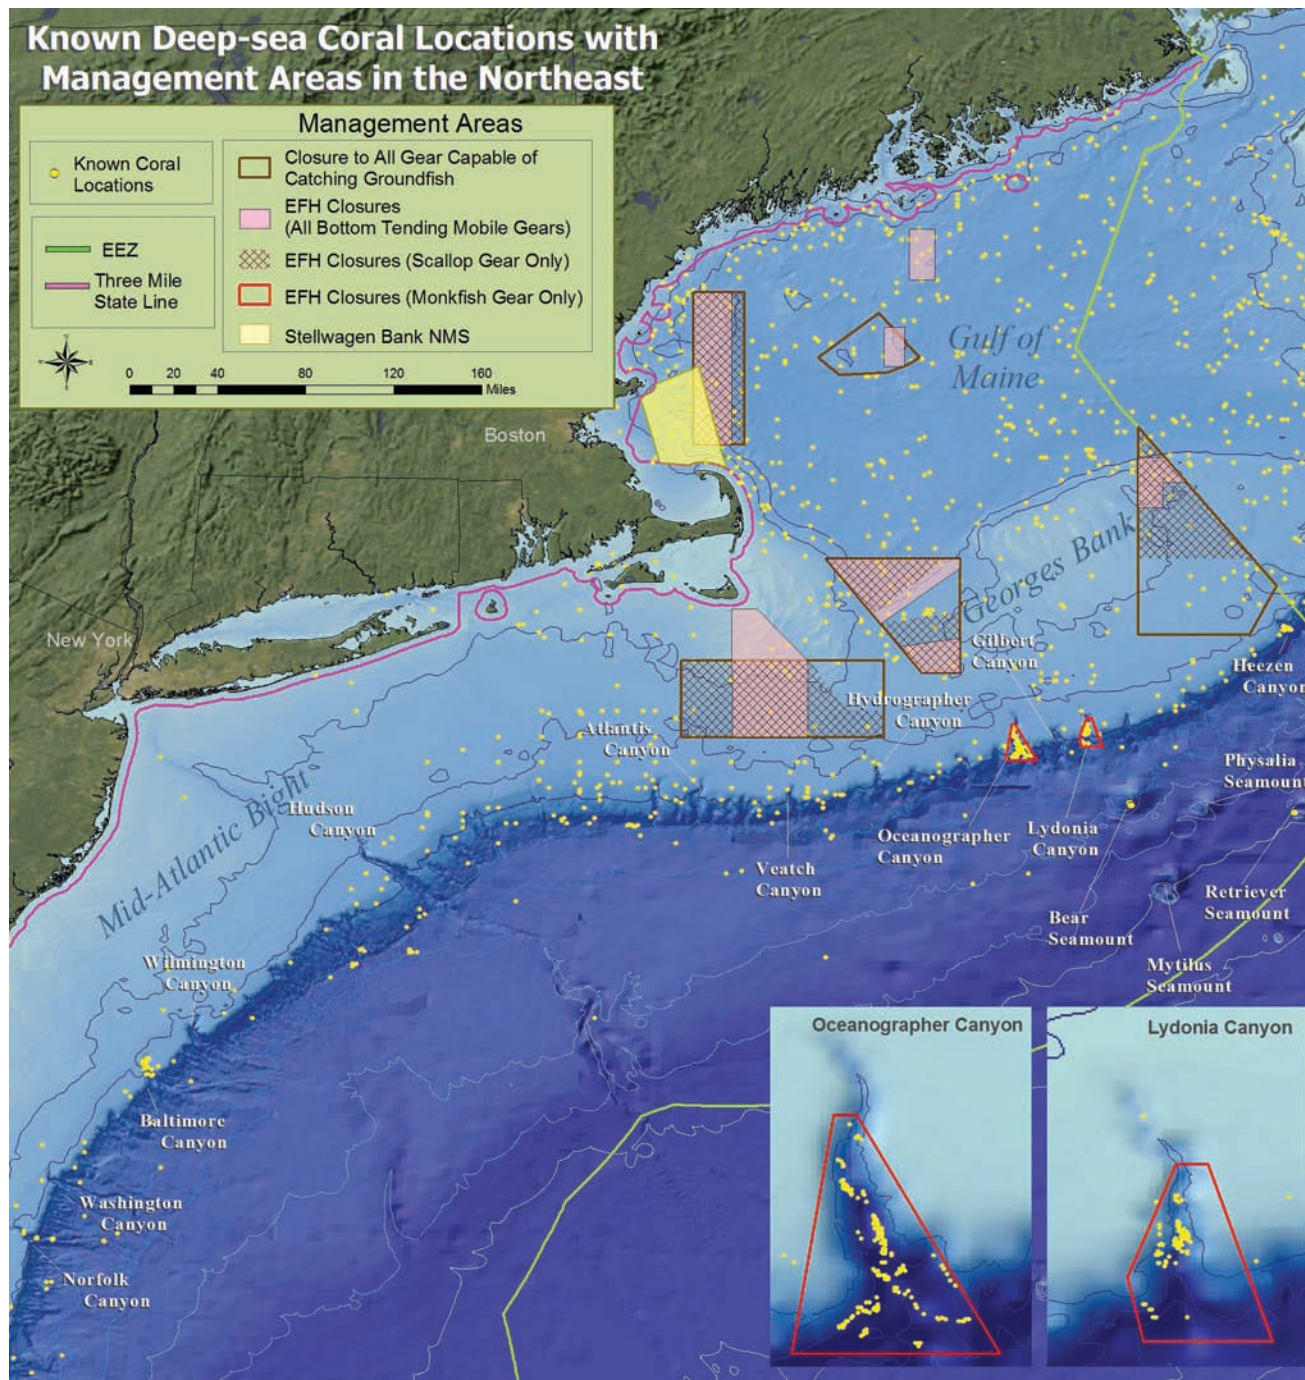 Known Deep-sea Coral Locations with
Management Areas in the Northeast
Management Areas
Known Coral
Locations
EEZ
Three Mile
State Line
Closure to All Gear Capable of
Catching Groundfish
EFH Closures
(All Bottom Tending Mobile Gears)
EFH Closures (Scallop Gear Only)
EFH Closures (Monkfish Gear Only)
Stellwagen Bank NMS
0 20 40 80 120 160
Miles
Boston
Gulf of
Maine
New York
Georges Bank
Gilbert
Canyon
Heezen
Canyon
Hydrographer
Canyon
Atlantis
Canyon
Physalia
Seamount
Mid-Atlantic Bight
Hudson
Canyon
Oceanographer
Canyon
Lydonia
Canyon
Veatch
Canyon
Retriever
Seamount
Bear
Seamount
Mytilus
Seamount
Wilmington
Canyon
Baltimore
Canyon
Washington
Canyon
Norfolk
Canyon
Oceanographer Canyon
Lydonia Canyon